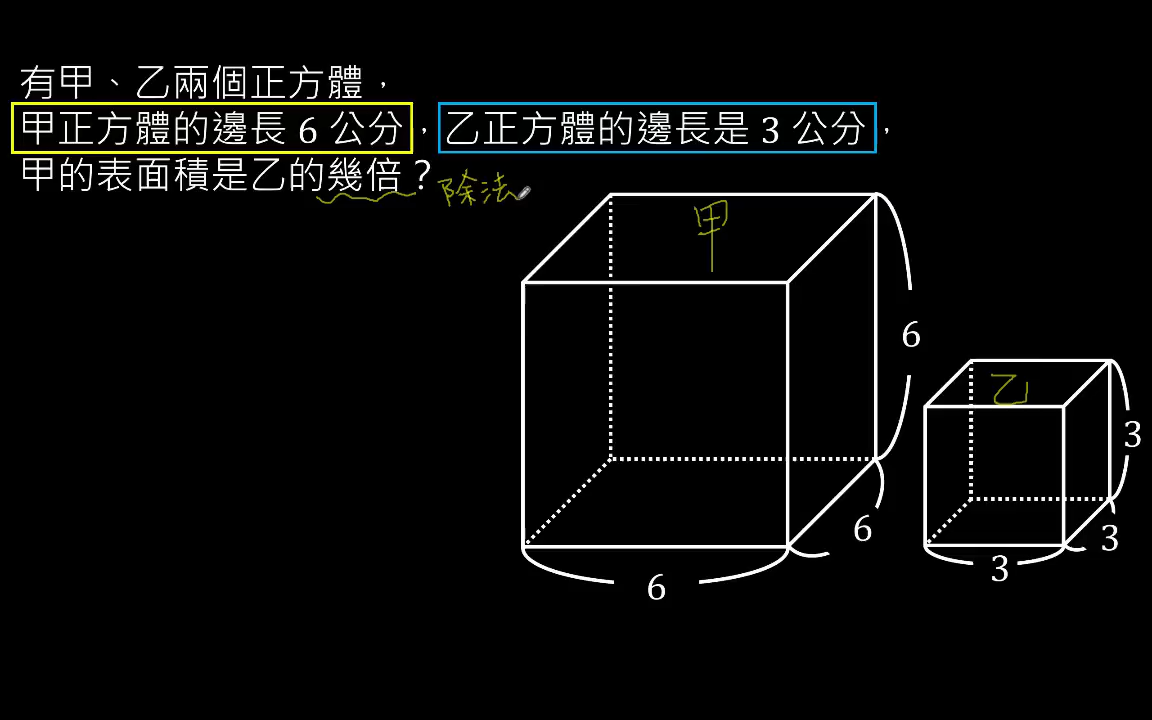 有甲、乙兩個正方體，
甲正方體的邊長 6 公分，乙正方體的邊長是 3 公分，
甲的表面積是乙的幾倍？除法
甲
6
6
6
乙
3
3
3